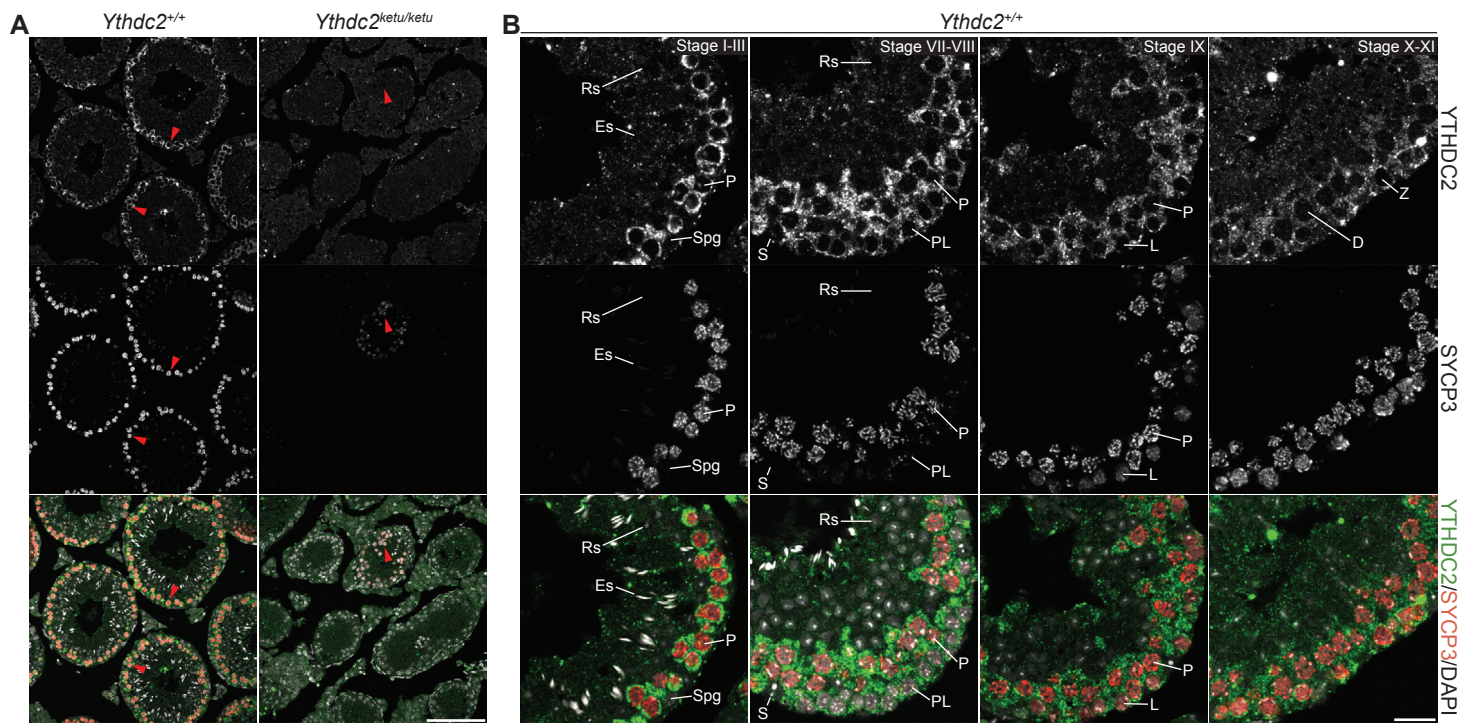 A
Ythdc2+/+
Ythdc2ketu/ketu
B
Ythdc2+/+
Stage I-III
Stage VII-VIII
Stage IX
Stage X-XI
YTHDC2
Rs
Es
P
Spg
Rs
P
PL
S
P
L
Z
D
SYCP3
Rs
Es
P
Spg
Rs
P
PL
S
P
L
YTHDC2/SYCP3/DAPI
Rs
Es
P
Spg
Rs
P
PL
S
P
L